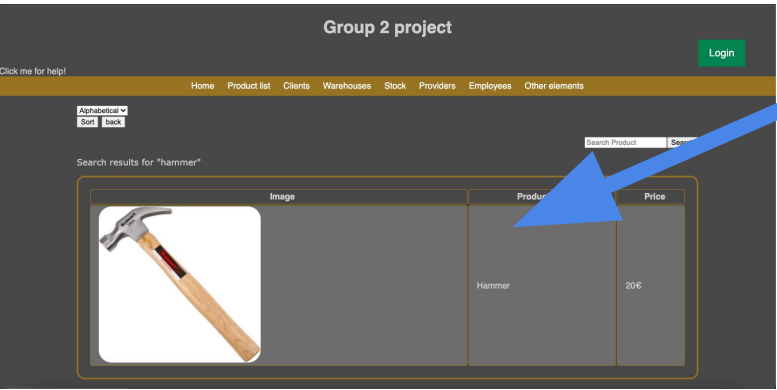 Group 2 project
Login
Click me for help!
Home Product list Clients Warehouses Stock Providers Employees Other elements
Alphabetical
Sort back
Search Product
Search results for "hammer"
Image Price
Hammer 20€